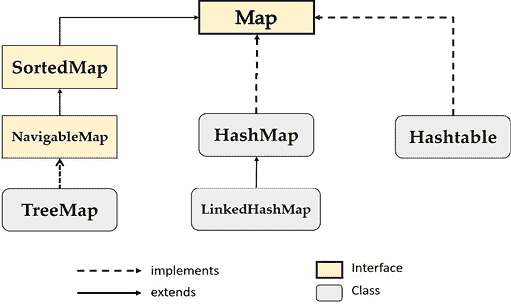 Map
SortedMap
NavigableMap
HashMap
Hashtable
TreeMap
LinkedHashMap
implements
Interface
extends
Class